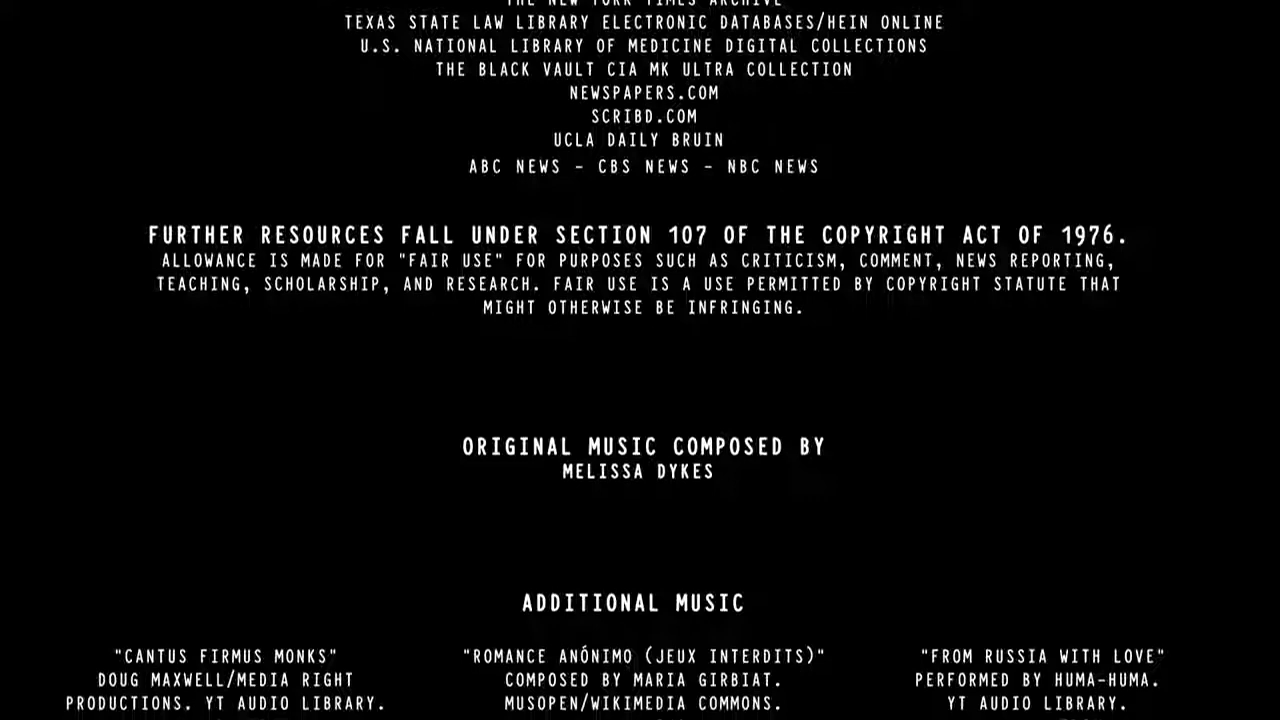 THE NEW YORK TIMES ARCHIVE
TEXAS STATE LAW LIBRARY ELECTRONIC DATABASES/HEIN ONLINE
U.S. NATIONAL LIBRARY OF MEDICINE DIGITAL COLLECTIONS
THE BLACK VAULT CIA MK ULTRA COLLECTION
NEWSPAPERS.COM
SCRIBD.COM
UCLA DAILY BRUIN
ABC NEWS - CBS NEWS - NBC NEWS
FURTHER RESOURCES FALL UNDER SECTION 107 OF THE COPYRIGHT ACT OF 1976.
ALLOWANCE IS MADE FOR "FAIR USE" FOR PURPOSES SUCH AS CRITICISM, COMMENT, NEWS REPORTING,
TEACHING, SCHOLARSHIP, AND RESEARCH. FAIR USE IS A USE PERMITTED BY COPYRIGHT STATUTE THAT
MIGHT OTHERWISE BE INFRINGING.
ORIGINAL MUSIC COMPOSED BY
MELISSA DYKES
ADDITIONAL MUSIC
"CANTUS FIRMUS MONKS"
DOUG MAXWELL/MEDIA RIGHT
PRODUCTIONS. YT AUDIO LIBRARY.
"ROMANCE ANÓNIMO (JEUX INTERDITS)"
COMPOSED BY MARIA GIRBIAT.
MUSOPEN/WIKIMEDIA COMMONS.
"FROM RUSSIA WITH LOVE"
PERFORMED BY HUMA-HUMA.
YT AUDIO LIBRARY.